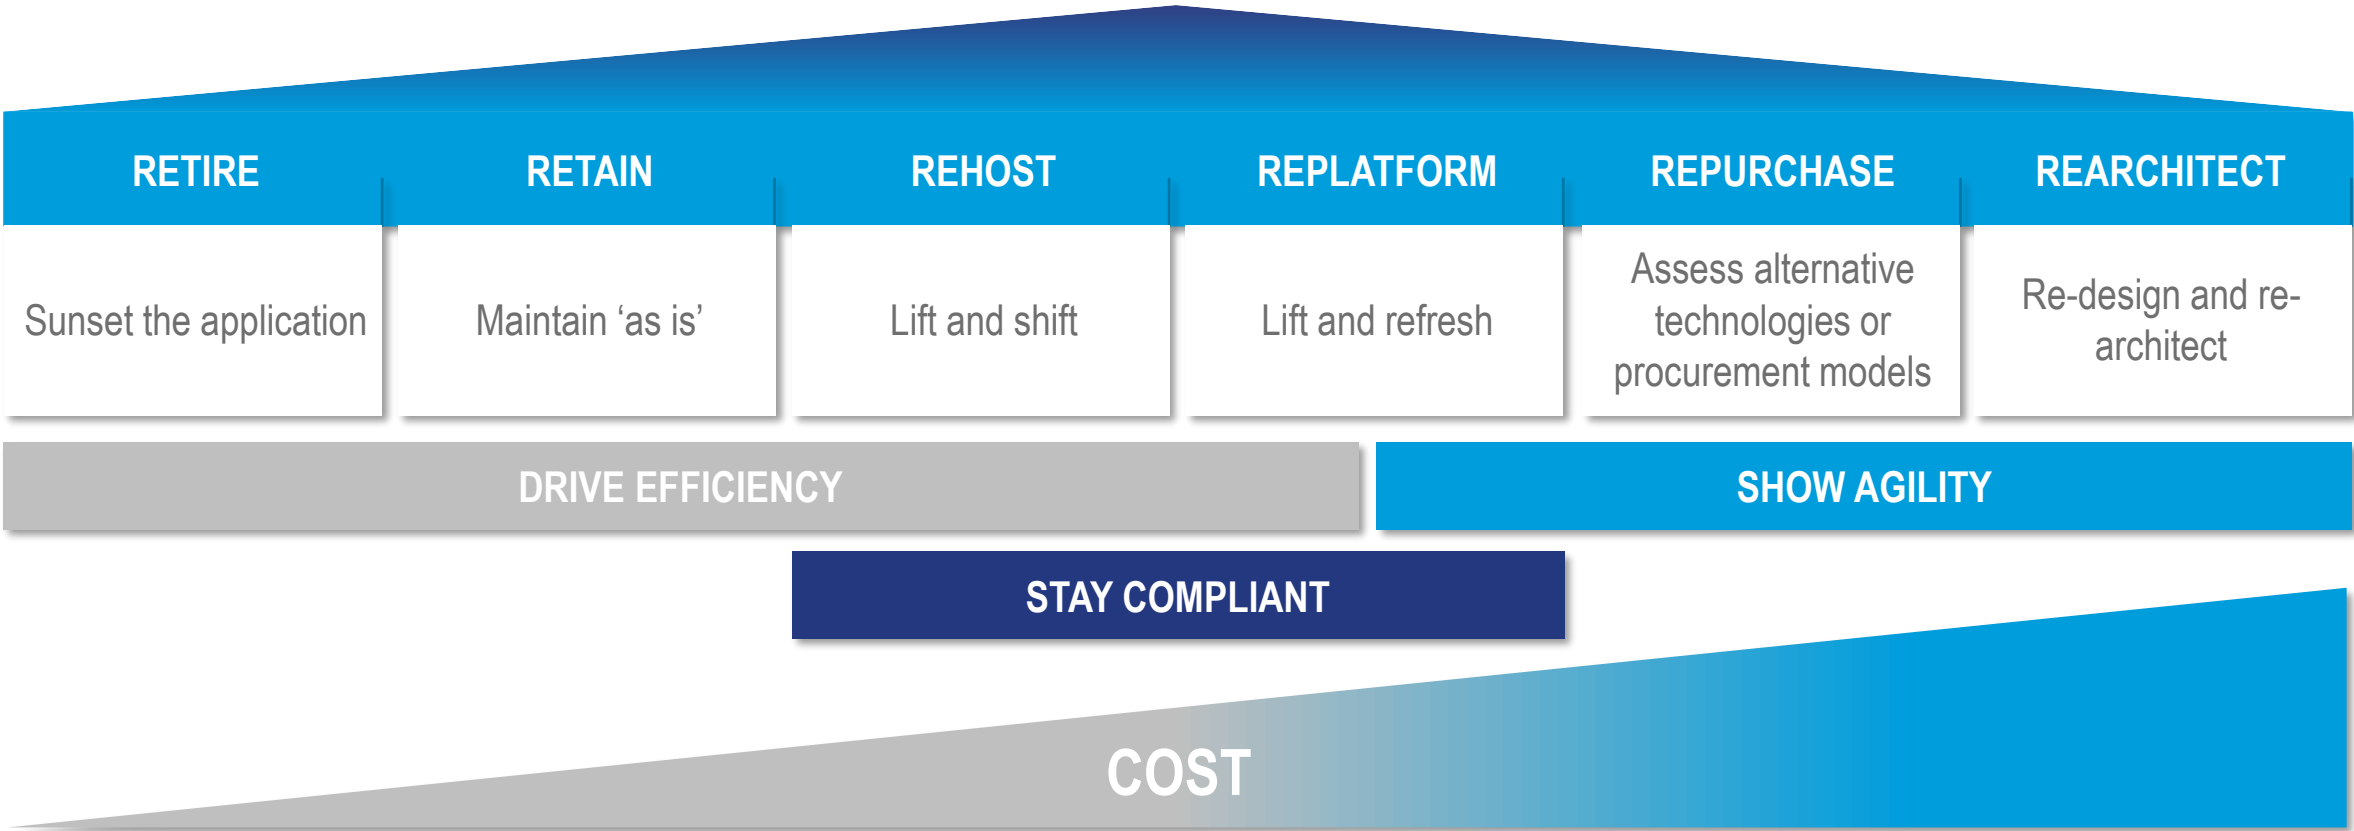 RETIRE
RETAIN
REHOST
REPLATFORM
REPURCHASE
REARCHITECT
Sunset the application
Maintain ‘as is’
Lift and shift
Lift and refresh
Assess alternative
technologies or
procurement models
Re-design and re-
architect
DRIVE EFFICIENCY
SHOW AGILITY
STAY COMPLIANT
COST